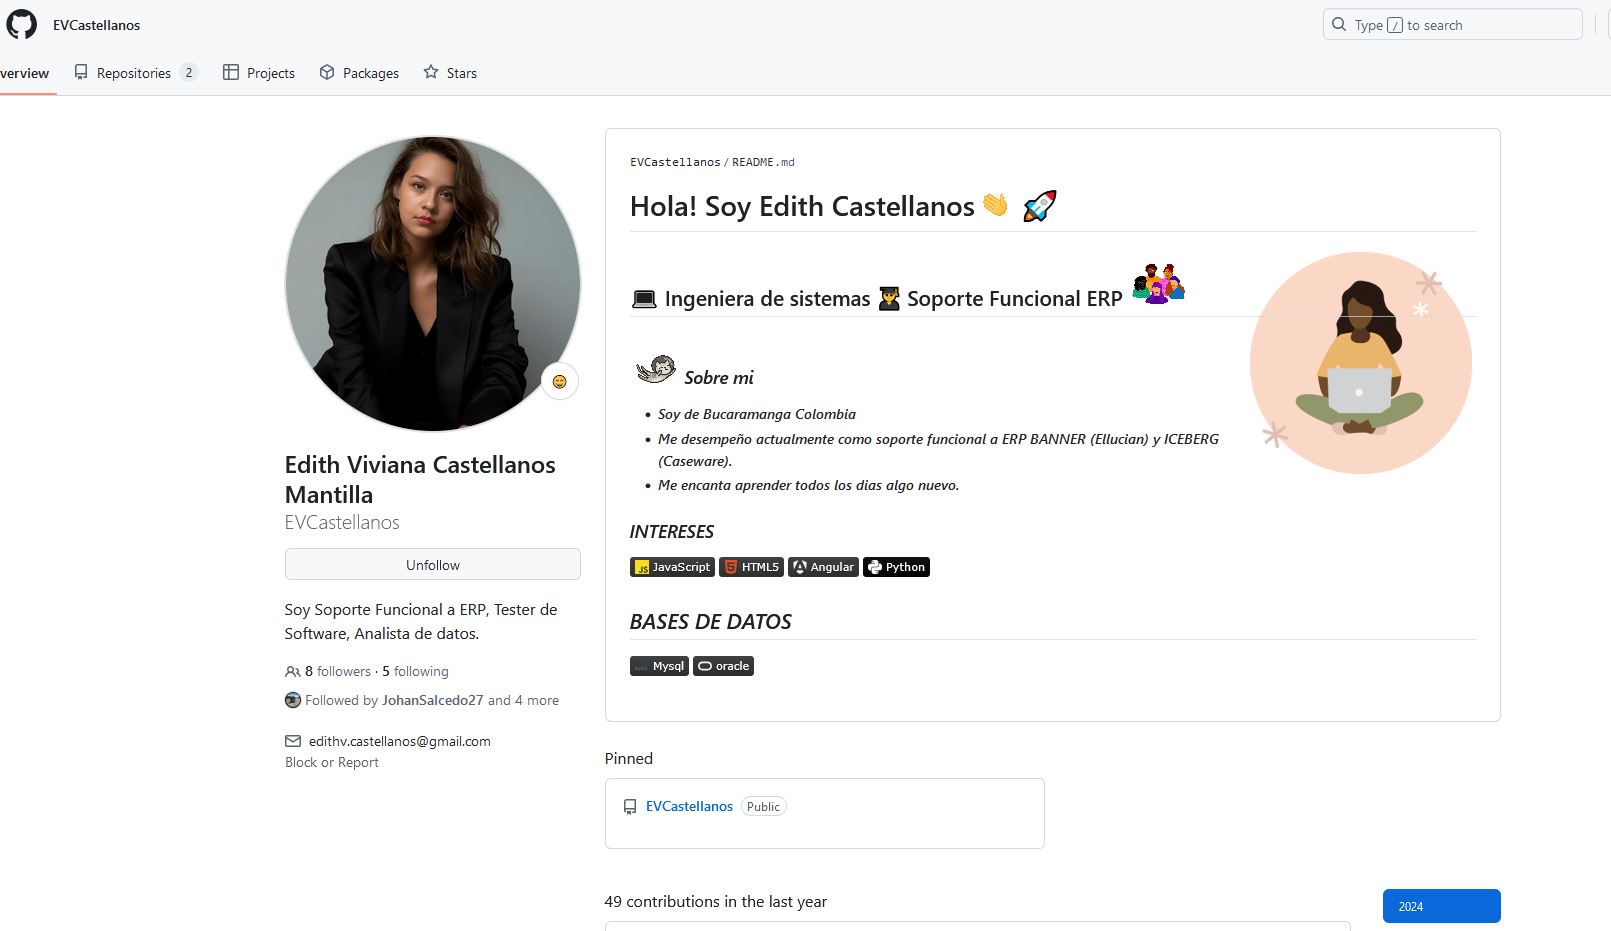 EVCastellanos
Type / to search
verview
Repositories 2
Projects
Packages
Stars
EVCastellanos / README.md
Hola! Soy Edith Castellanos
Ingeniera de sistemas Soporte Funcional ERP
Sobre mi
Soy de Bucaramanga Colombia
Me desempeño actualmente como soporte funcional a ERP BANNER (Ellucian) y ICEBERG
(Caseware).
Me encanta aprender todos los dias algo nuevo.
INTERESES
JS JavaScript HTML5 Angular Python
BASES DE DATOS
Mysql oracle
Edith Viviana Castellanos
Mantilla
EVCastellanos
Unfollow
Soy Soporte Funcional a ERP, Tester de
Software, Analista de datos.
8 followers · 5 following
Followed by JohanSalcedo27 and 4 more
edithv.castellanos@gmail.com
Block or Report
Pinned
EVCastellanos Public
49 contributions in the last year
2024